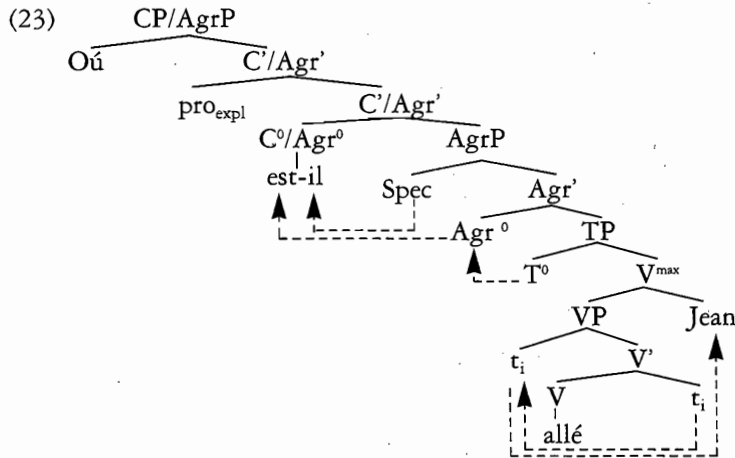 (23) CP/AgrP
Oú C'/Agr'
pro_expl C'/Agr'
C⁰/Agr⁰ AgrP
est-il Spec Agr'
Agr⁰ TP
T⁰ V^max
VP Jean
t_i V'
V t_i
allé